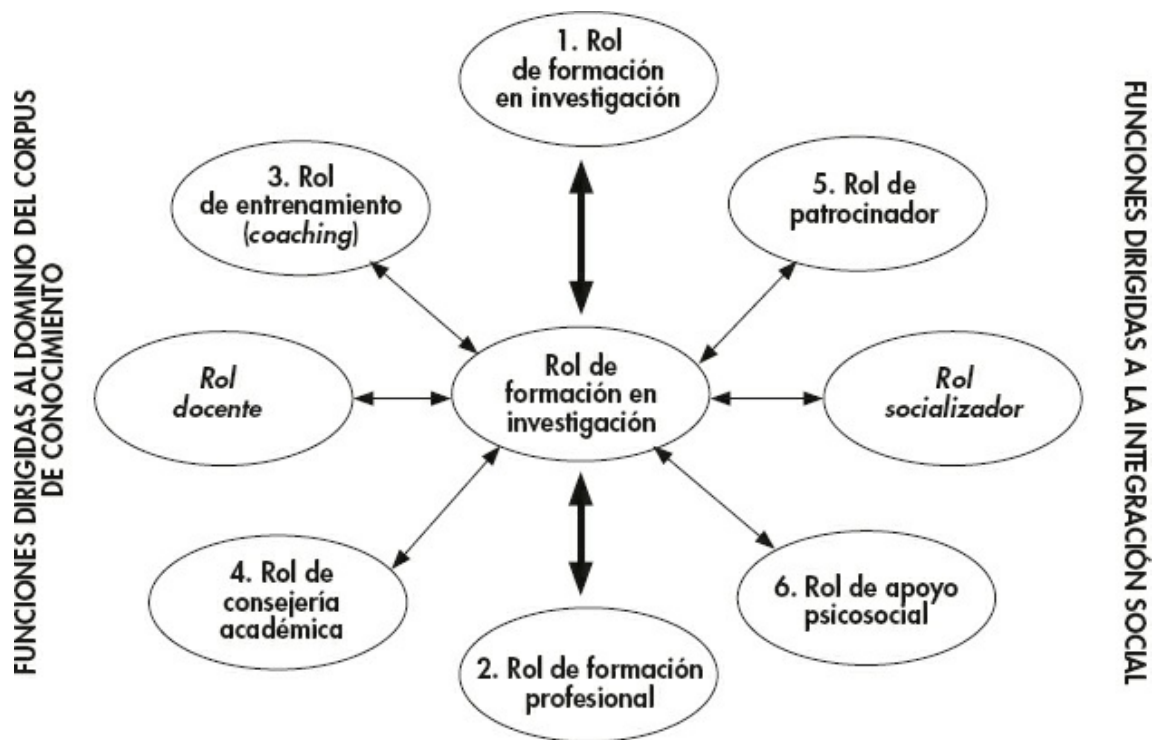 FUNCIONES DIRIGIDAS AL DOMINIO DEL CORPUS
DE CONOCIMIENTO
1. Rol
de formación
en investigación
3. Rol
de entrenamiento
(coaching)
5. Rol de
patrocinador
Rol
docente
Rol de
formación en
investigación
Rol
socializador
4. Rol de
consejería
académica
6. Rol de apoyo
psicosocial
2. Rol de formación
profesional
FUNCIONES DIRIGIDAS A LA INTEGRACIÓN SOCIAL